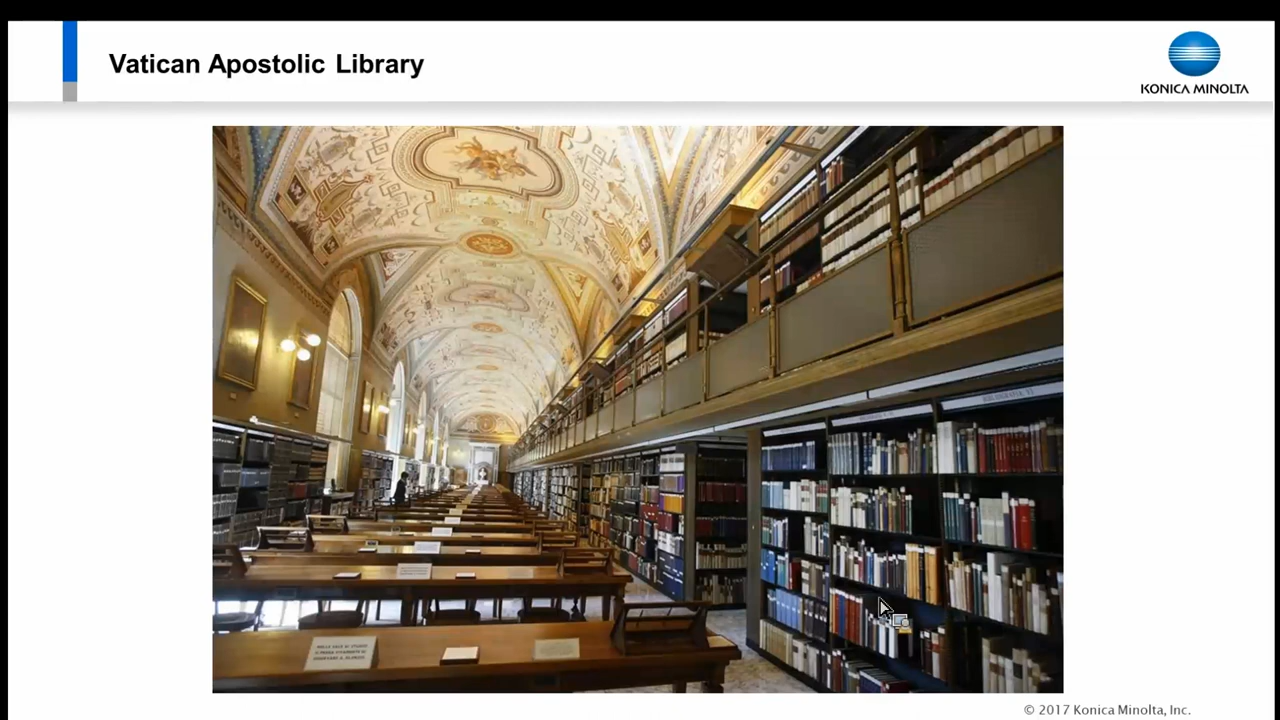 Vatican Apostolic Library
KONICA MINOLTA
© 2017 Konica Minolta, Inc.